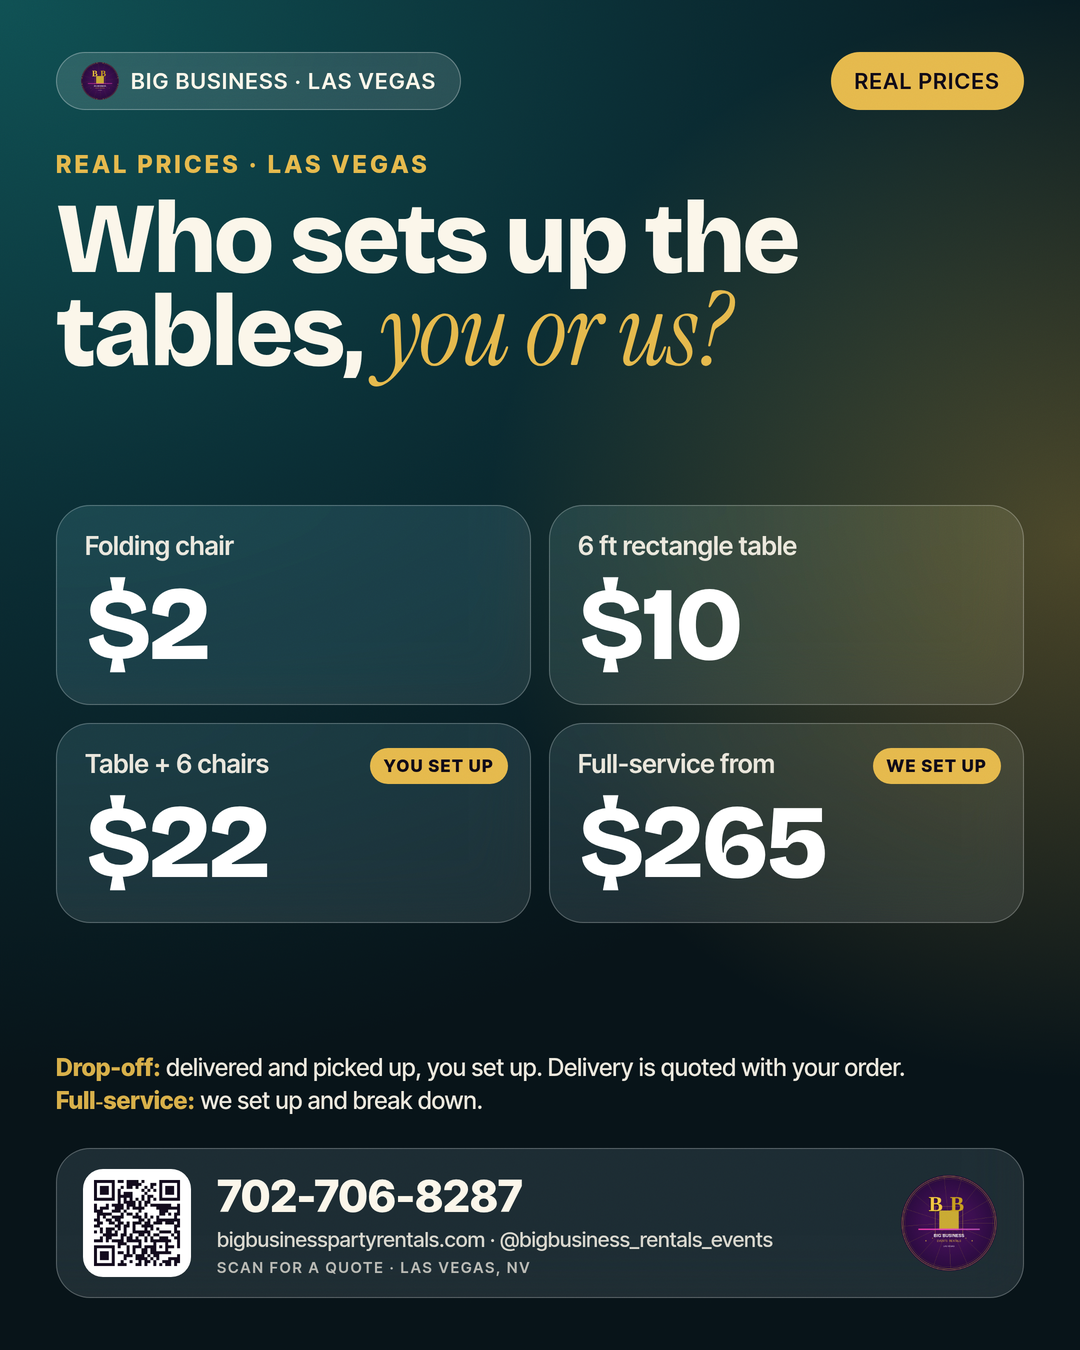 BB
BIG BUSINESS · LAS VEGAS
REAL PRICES
REAL PRICES · LAS VEGAS
Who sets up the
tables, you or us?
Folding chair
$2
6 ft rectangle table
$10
Table + 6 chairs
YOU SET UP
$22
Full-service from
WE SET UP
$265
Drop-off: delivered and picked up, you set up. Delivery is quoted with your order.
Full-service: we set up and break down.
702-706-8287
bigbusinesspartyrentals.com · @bigbusiness_rentals_events
SCAN FOR A QUOTE · LAS VEGAS, NV
B B
BIG BUSINESS